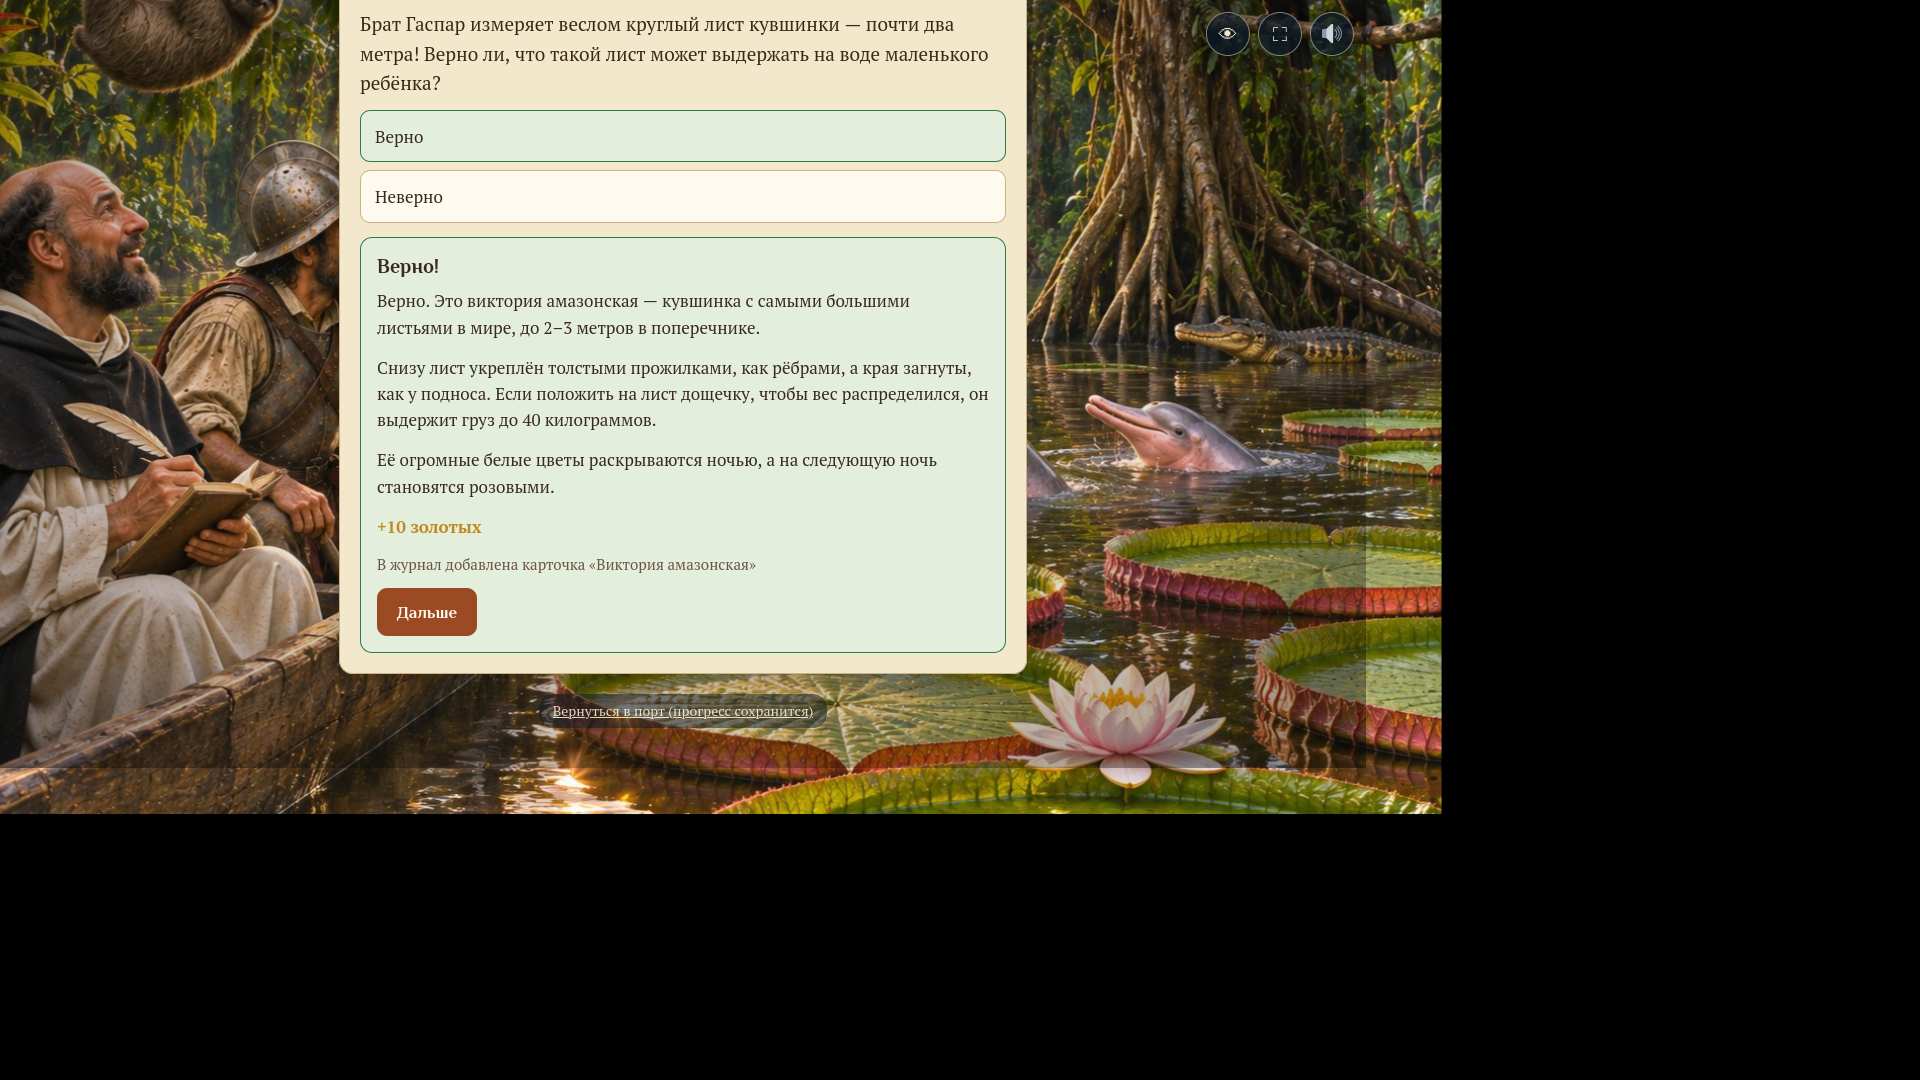 Брат Гаспар измеряет веслом круглый лист кувшинки — почти два
метра! Верно ли, что такой лист может выдержать на воде маленького
ребёнка?
Верно
Неверно
Верно!
Верно. Это виктория амазонская — кувшинка с самыми большими
листьями в мире, до 2–3 метров в поперечнике.
Снизу лист укреплён толстыми прожилками, как рёбрами, а края загнуты,
как у подноса. Если положить на лист дощечку, чтобы вес распределился, он
выдержит груз до 40 килограммов.
Её огромные белые цветы раскрываются ночью, а на следующую ночь
становятся розовыми.
+10 золотых
В журнал добавлена карточка «Виктория амазонская»
Дальше
Вернуться в порт (прогресс сохранится)